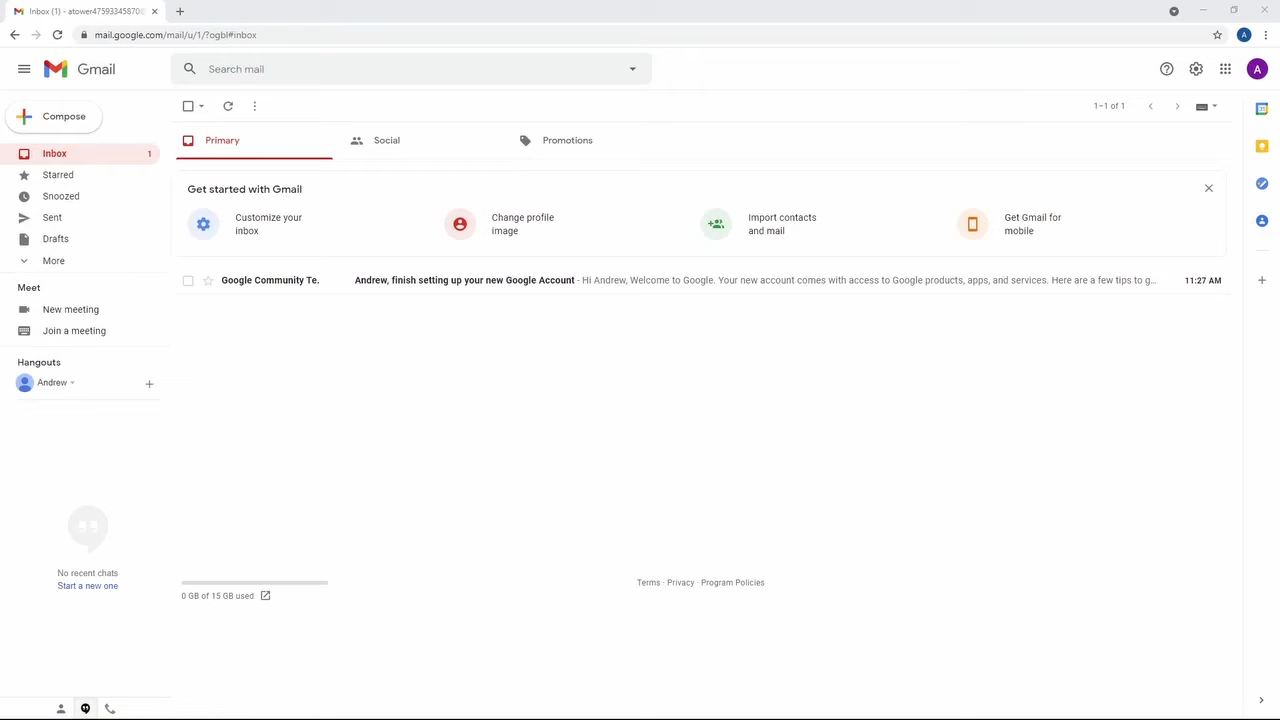 Inbox (1) - atower47593345870@
mail.google.com/mail/u/1/?ogbl#inbox
A
Gmail
Search mail
A
Compose
1–1 of 1
Primary
Social
Promotions
Inbox
1
Starred
Snoozed
Sent
Drafts
More
Get started with Gmail
Customize your
inbox
Change profile
image
Import contacts
and mail
Get Gmail for
mobile
Google Community Te.
Andrew, finish setting up your new Google Account - Hi Andrew, Welcome to Google. Your new account comes with access to Google products, apps, and services. Here are a few tips to g...
11:27 AM
Meet
New meeting
Join a meeting
Hangouts
Andrew
No recent chats
Start a new one
0 GB of 15 GB used
Terms · Privacy · Program Policies